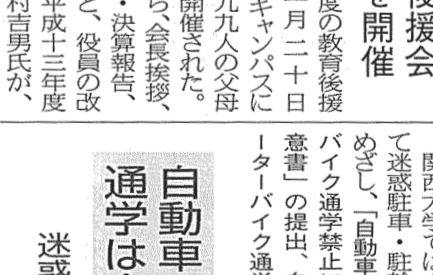 後援会
を開催
度の教育後援
月二十日
キャンパスに
九九人の父母
開催された。
ら、会長挨拶、
・決算報告、
と、役員の改
平成十三年度
村吉男氏が、
関西大学では
て迷惑駐車・駐輪
めざし、「自動車
バイク通学禁止
意書」の提出、
ーターバイク通学
自動車
通学は
迷惑